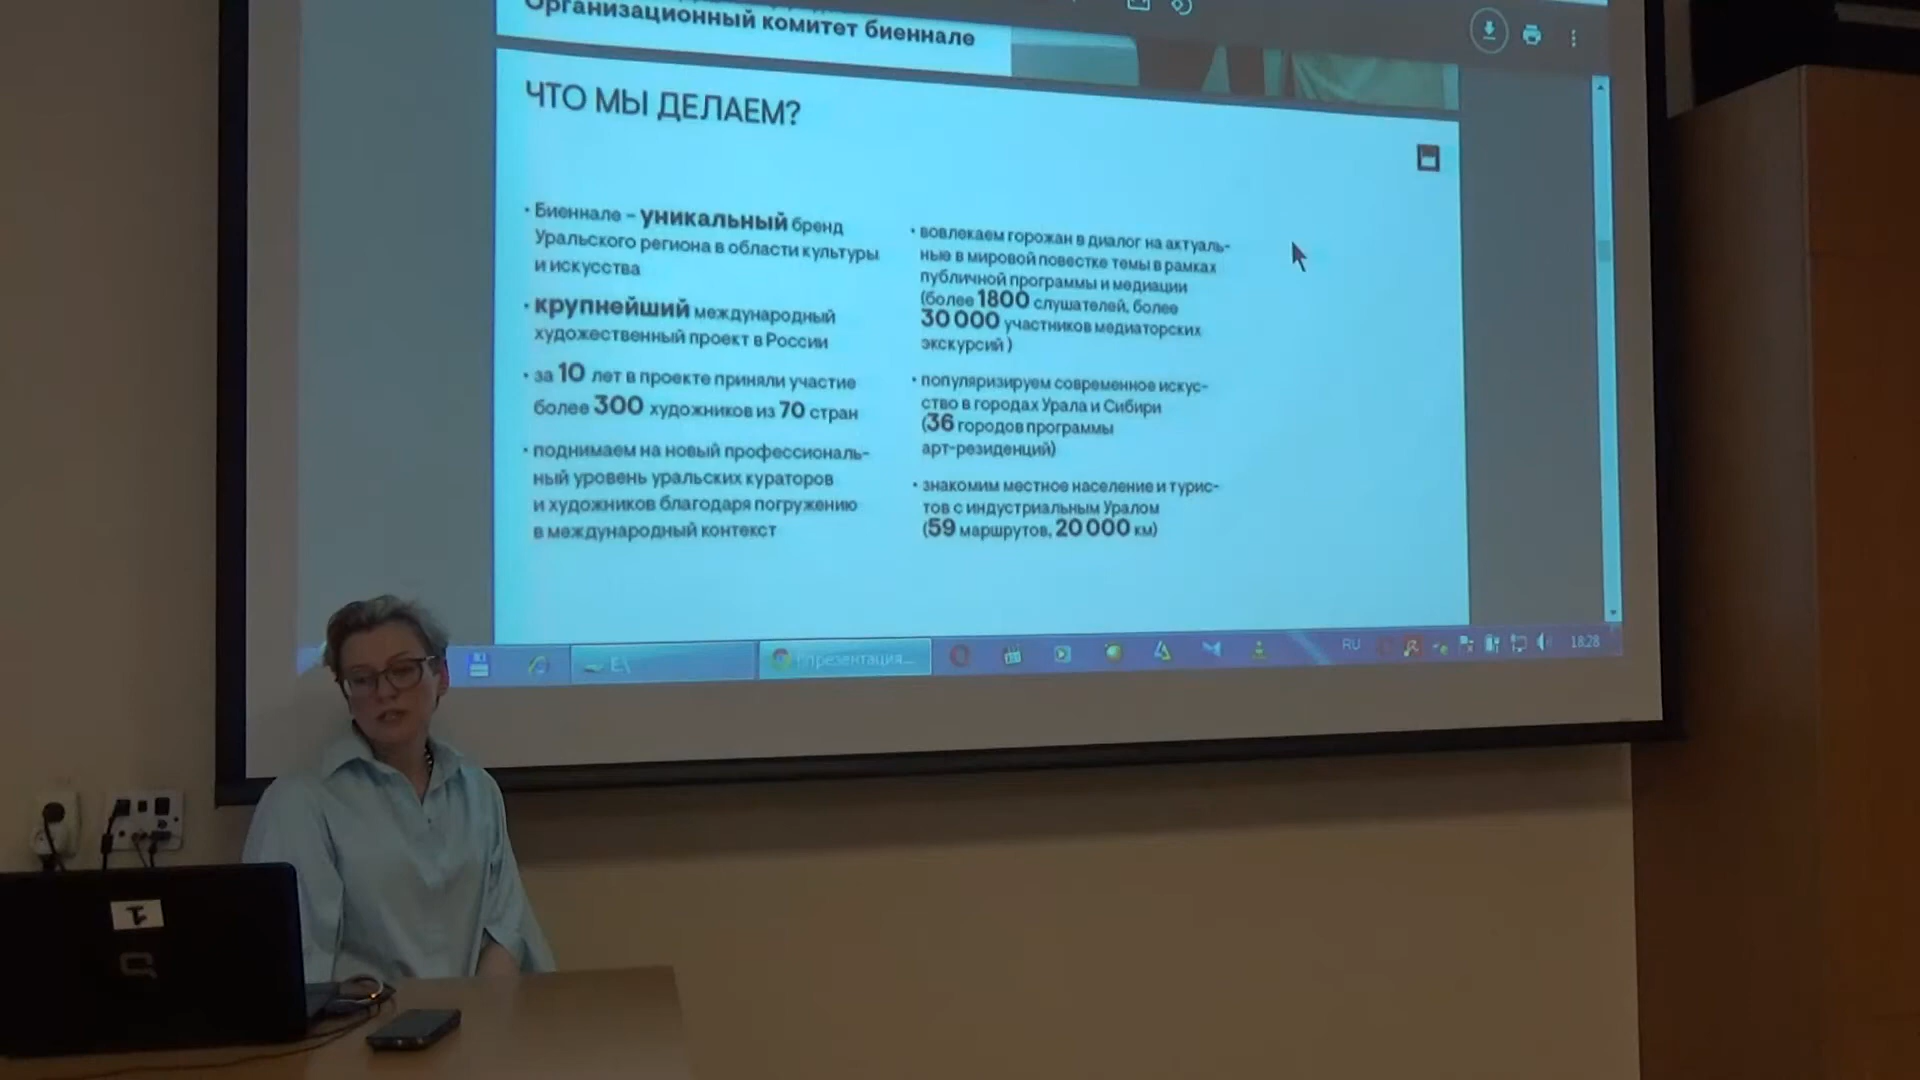 Организационный комитет биеннале
ЧТО МЫ ДЕЛАЕМ?
• Биеннале – уникальный бренд
Уральского региона в области культуры
и искусства
• крупнейший международный
художественный проект в России
• за 10 лет в проекте приняли участие
более 300 художников из 70 стран
• поднимаем на новый профессиональ-
ный уровень уральских кураторов
и художников благодаря погружению
в международный контекст
• вовлекаем горожан в диалог на актуаль-
ные в мировой повестке темы в рамках
публичной программы и медиации
(более 1800 слушателей, более
30 000 участников медиаторских
экскурсий )
• популяризируем современное искус-
ство в городах Урала и Сибири
(36 городов программы
арт-резиденций)
• знакомим местное население и турис-
тов с индустриальным Уралом
(59 маршрутов, 20 000 км)
E:\
презентация...
RU
18:28
1